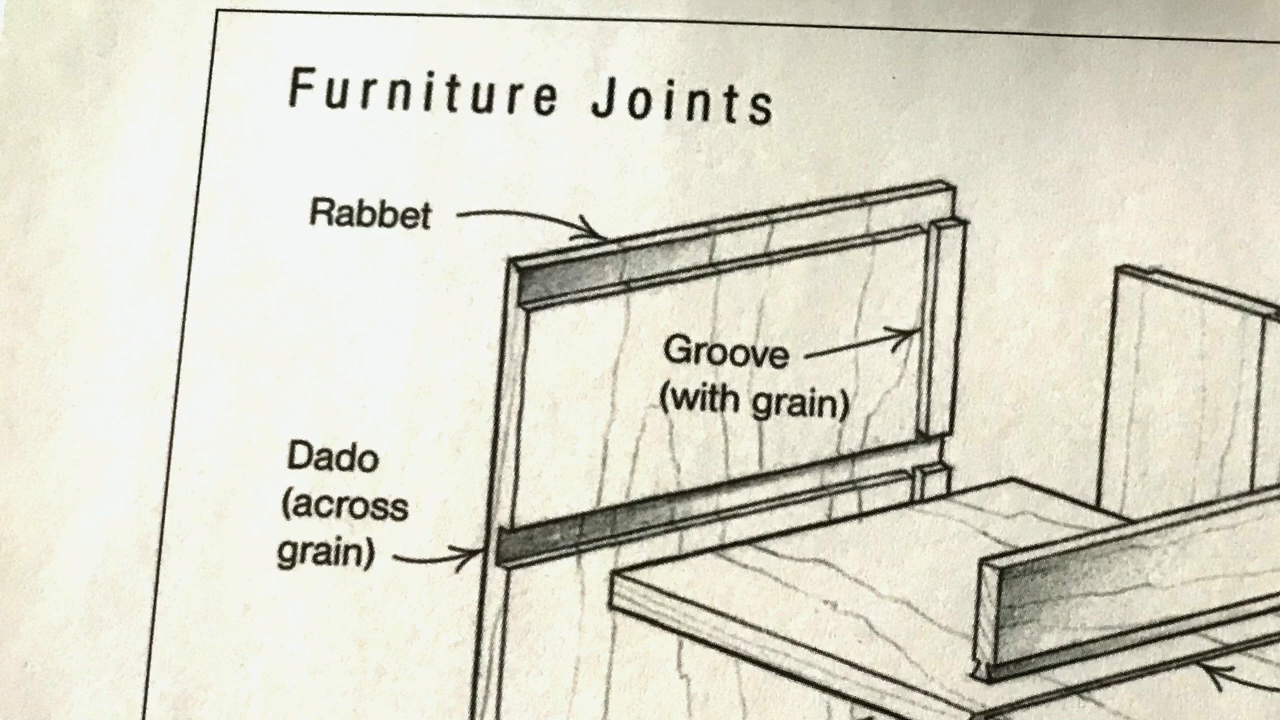 Furniture Joints
Rabbet
Groove
(with grain)
Dado
(across
grain)